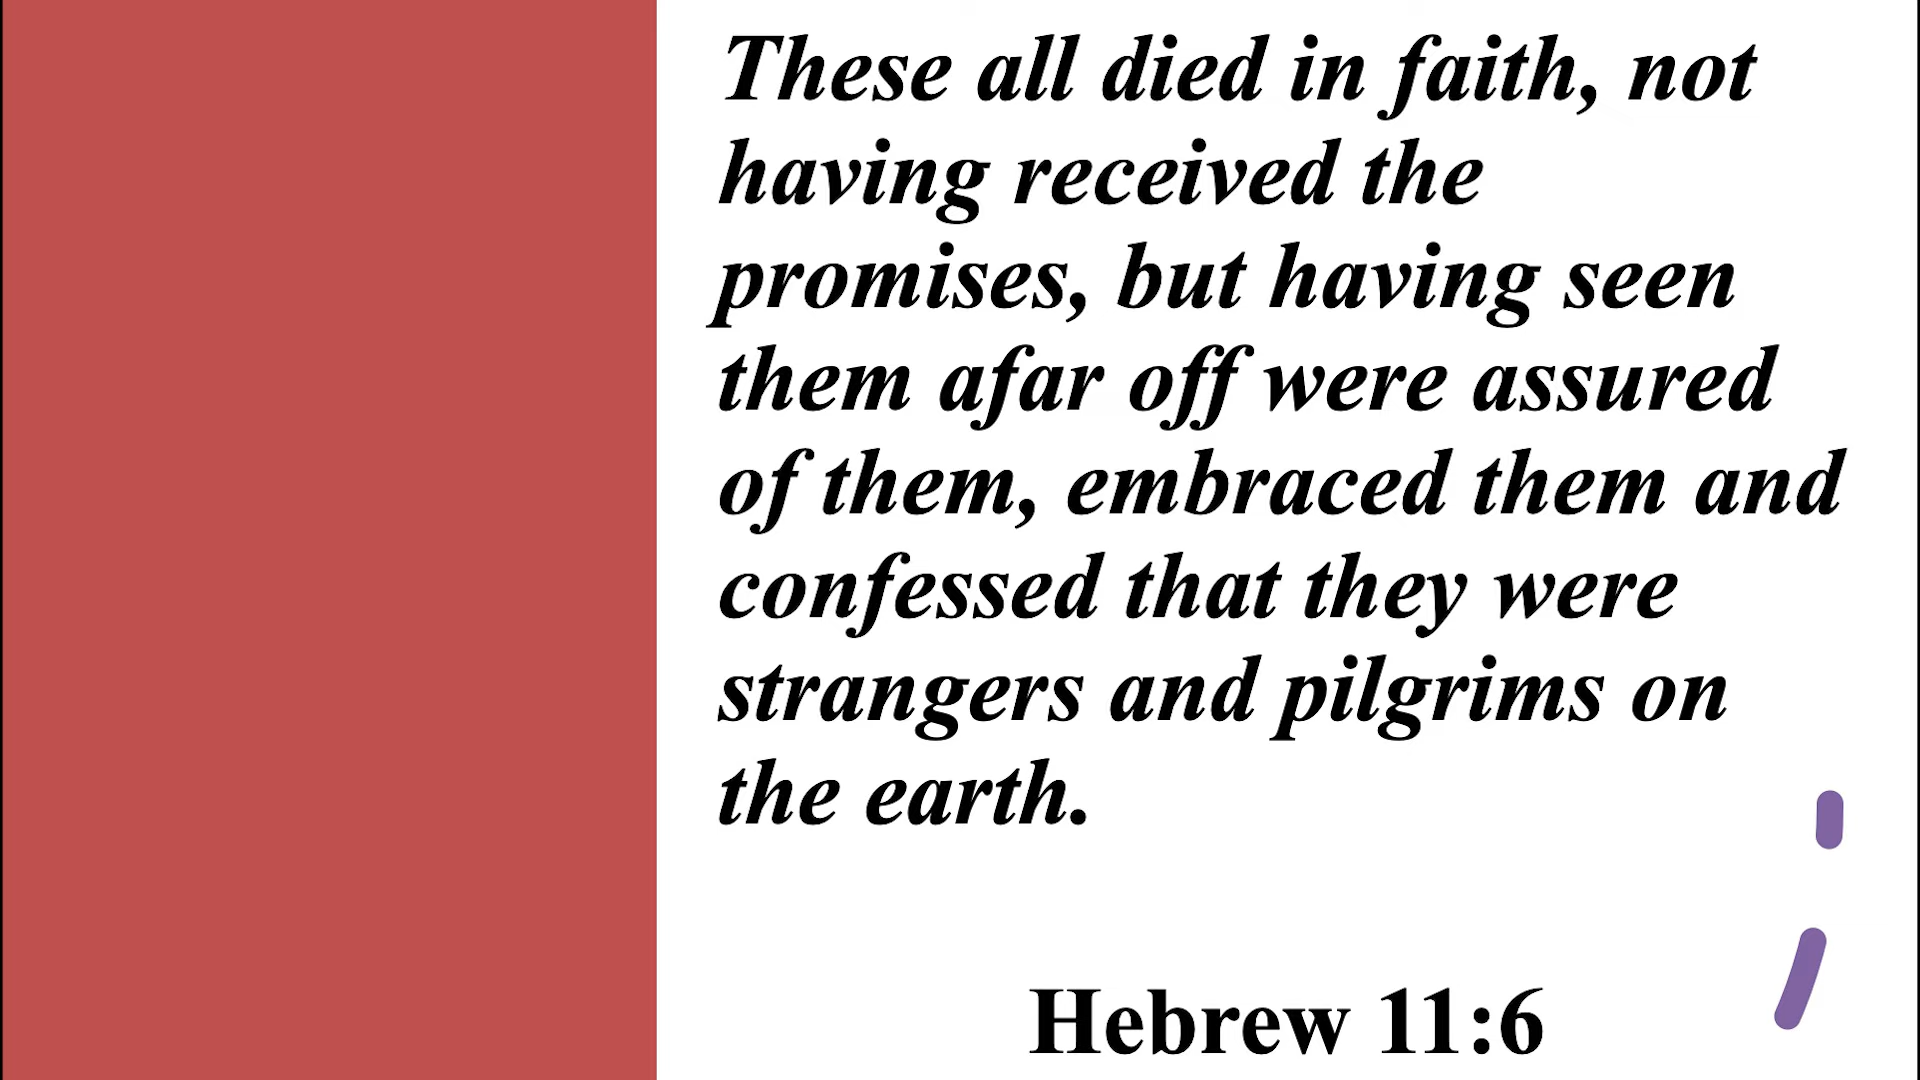 These all died in faith, not
having received the
promises, but having seen
them afar off were assured
of them, embraced them and
confessed that they were
strangers and pilgrims on
the earth.
Hebrew 11:6